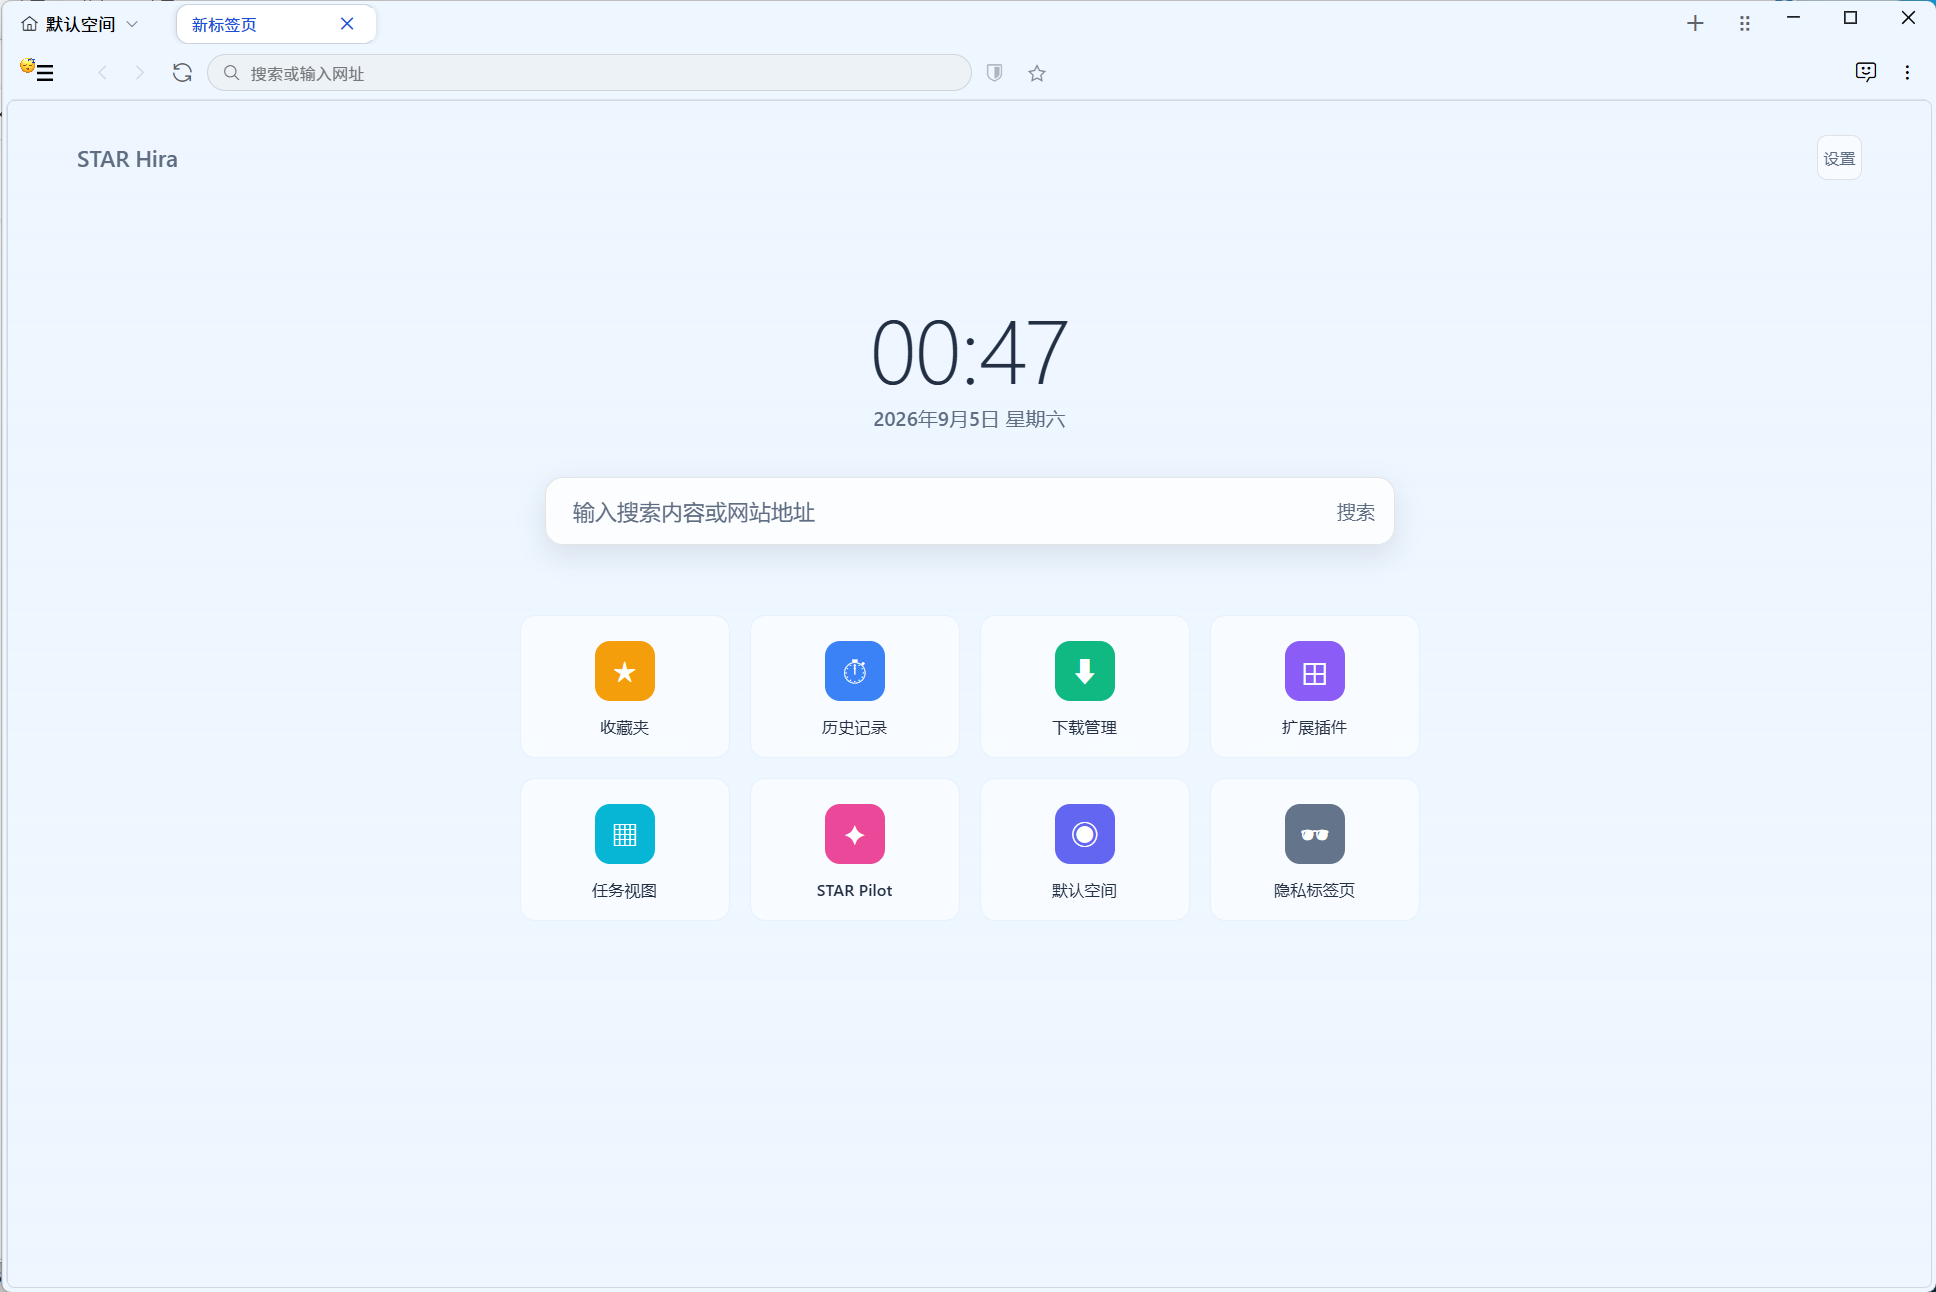 默认空间
新标签页
搜索或输入网址
STAR Hira
设置
00:47
2026年9月5日 星期六
输入搜索内容或网站地址
搜索
收藏夹
历史记录
下载管理
扩展插件
任务视图
STAR Pilot
默认空间
隐私标签页